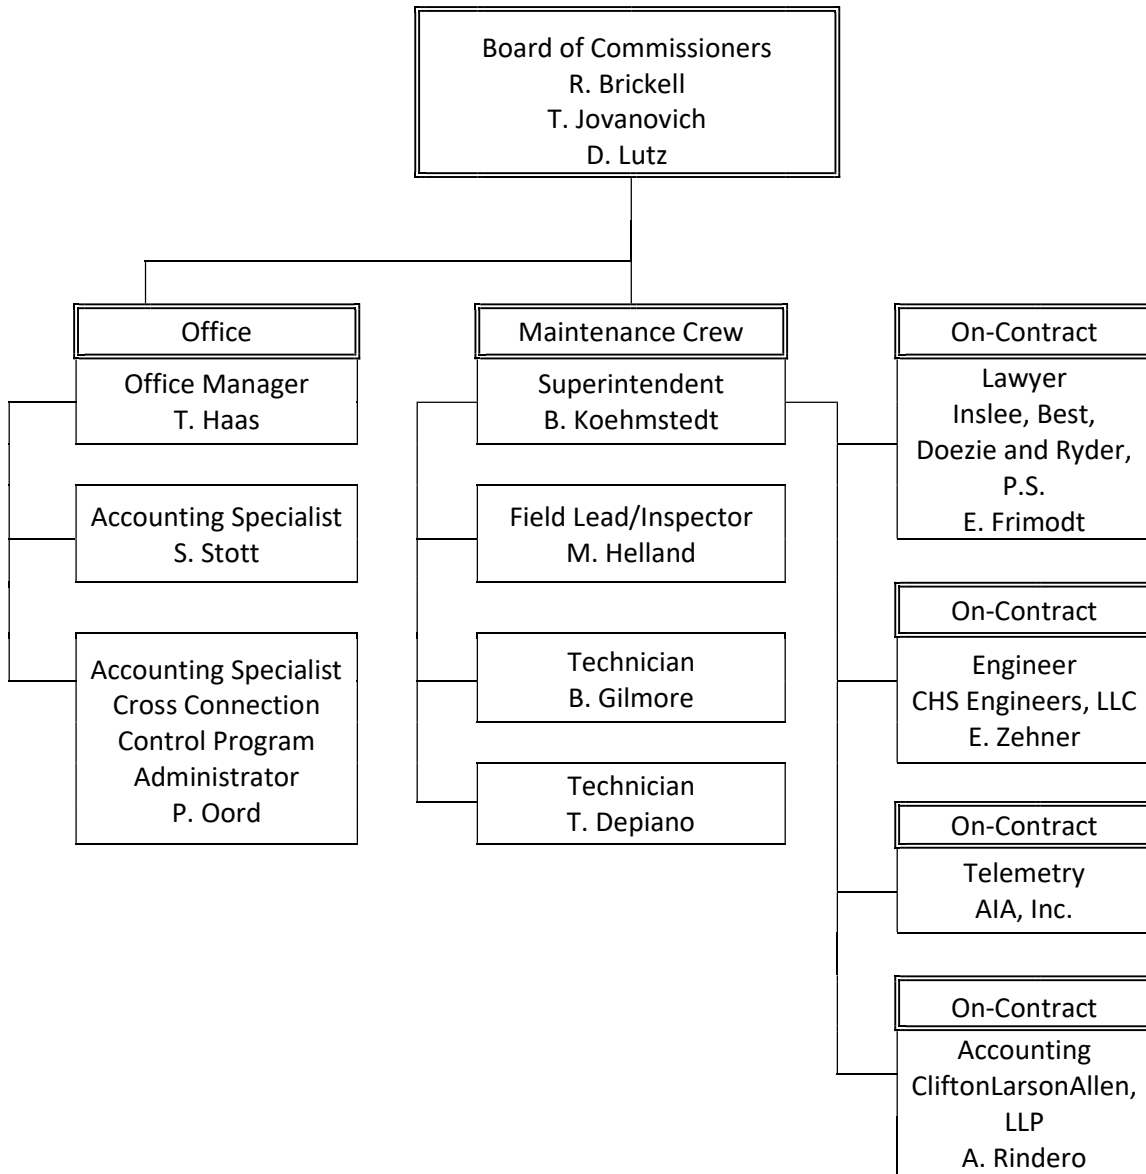 Board of Commissioners
R. Brickell
T. Jovanovich
D. Lutz
Office
Office Manager
T. Haas
Accounting Specialist
S. Stott
Accounting Specialist
Cross Connection
Control Program
Administrator
P. Oord
Maintenance Crew
Superintendent
B. Koehmstedt
Field Lead/Inspector
M. Helland
Technician
B. Gilmore
Technician
T. Depiano
On-Contract
Lawyer
Inslee, Best,
Doezie and Ryder,
P.S.
E. Frimodt
On-Contract
Engineer
CHS Engineers, LLC
E. Zehner
On-Contract
Telemetry
AIA, Inc.
On-Contract
Accounting
CliftonLarsonAllen,
LLP
A. Rindero